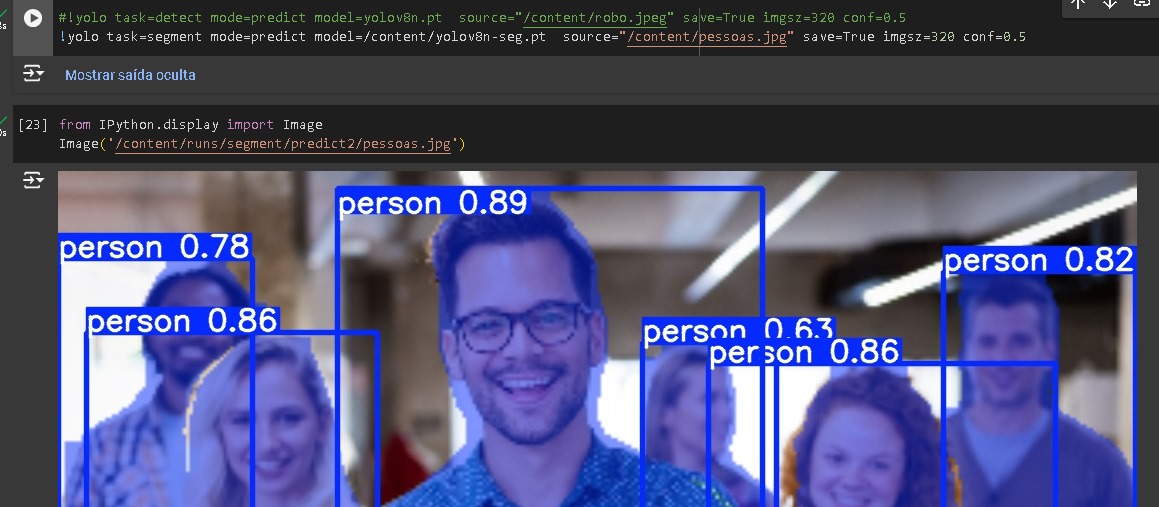 #!yolo task=detect mode=predict model=yolov8n.pt  source="/content/robo.jpeg" save=True imgsz=320 conf=0.5
!yolo task=segment mode=predict model=/content/yolov8n-seg.pt  source="/content/pessoas.jpg" save=True imgsz=320 conf=0.5
Mostrar saída oculta
[23] from IPython.display import Image
Image('/content/runs/segment/predict2/pessoas.jpg')
person 0.89
person 0.78
person 0.82
person 0.86
person 0.63
person 0.86